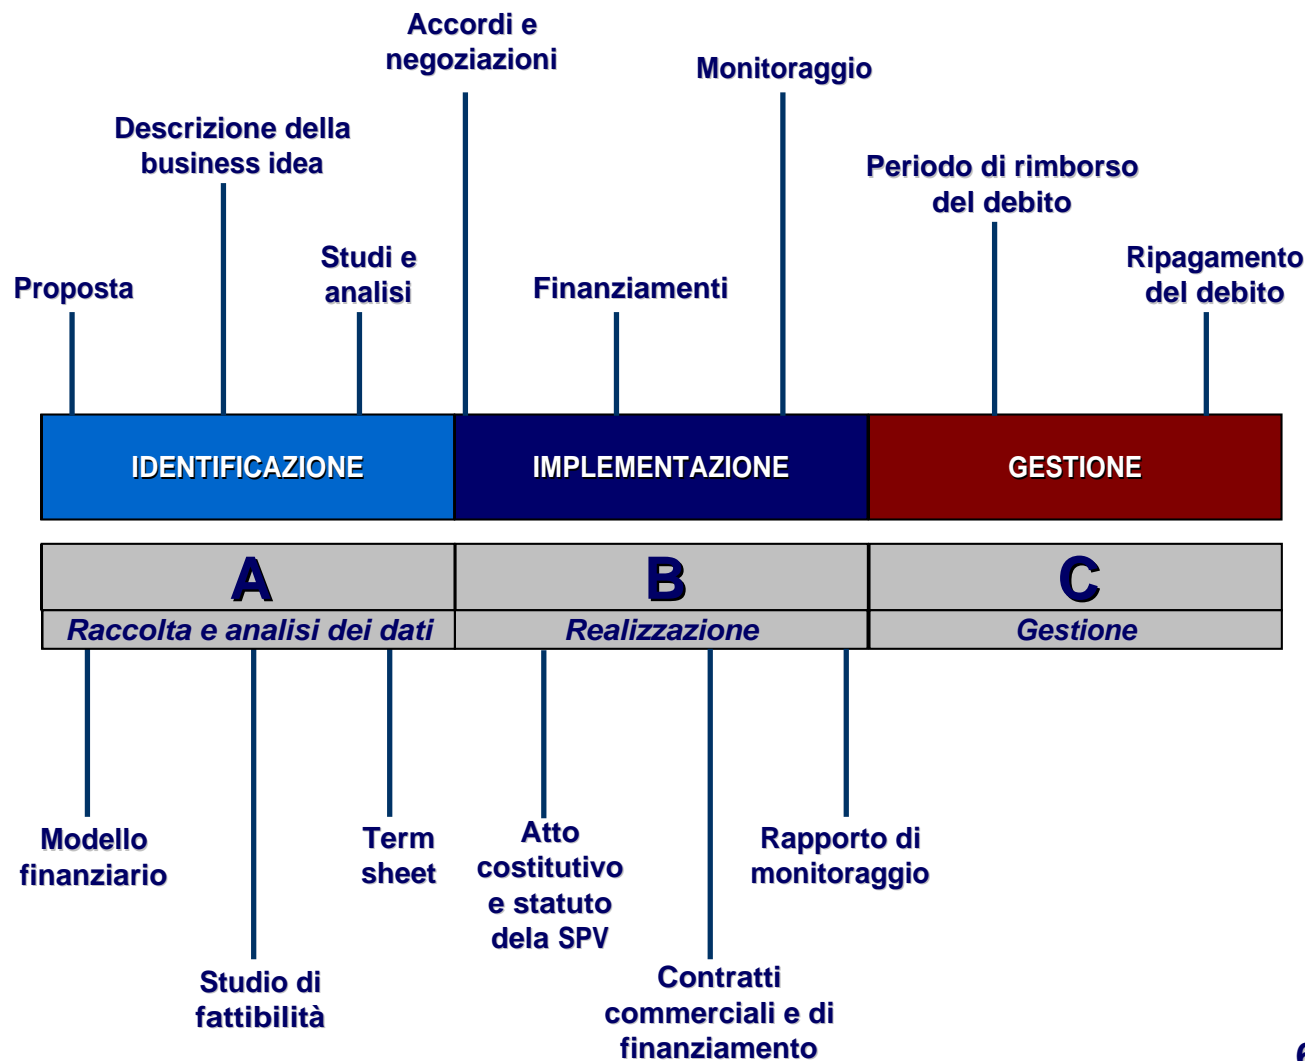 Accordi e
negoziazioni
Monitoraggio
Descrizione della
business idea
Periodo di rimborso
del debito
Studi e
analisi
Ripagamento
del debito
Proposta
Finanziamenti
IDENTIFICAZIONE
IMPLEMENTAZIONE
GESTIONE
A
B
C
Raccolta e analisi dei dati
Realizzazione
Gestione
Modello
finanziario
Term
sheet
Atto
costitutivo
e statuto
dela SPV
Rapporto di
monitoraggio
Studio di
fattibilità
Contratti
commerciali e di
finanziamento